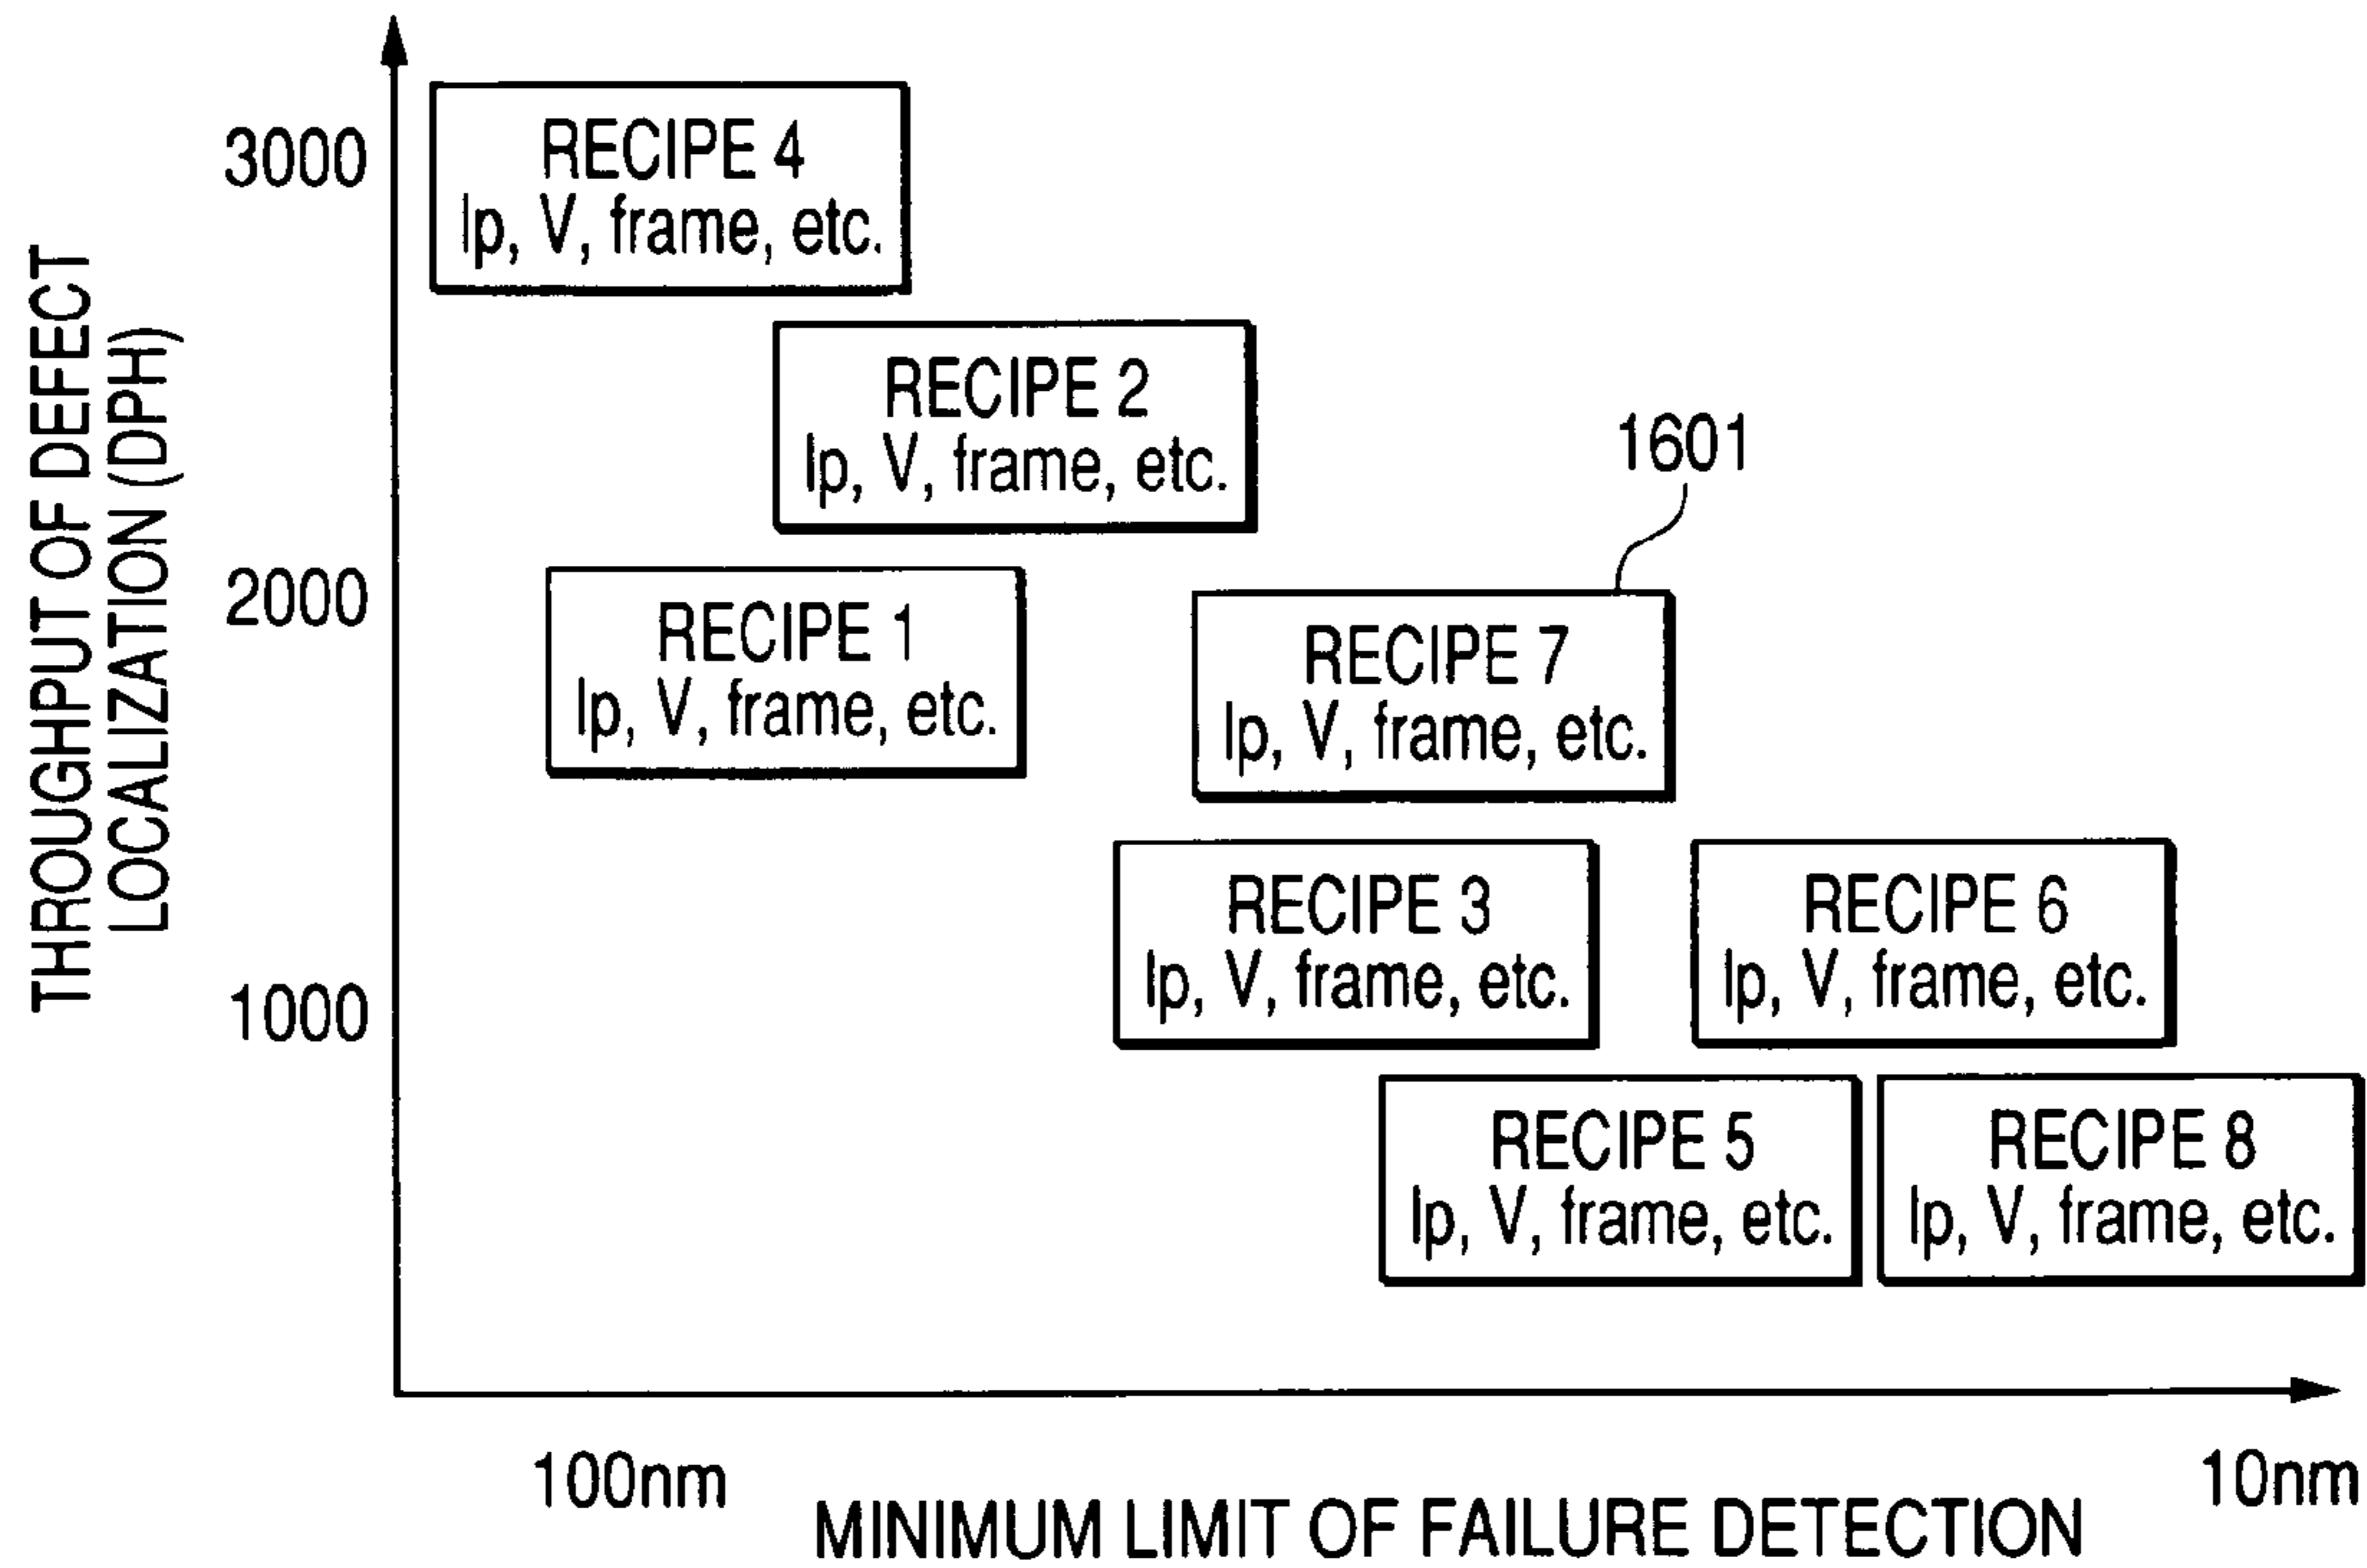 THROUGHPUT OF DEFECT
LOCALIZATION (DPH)
3000
2000
1000
RECIPE 4
Ip, V, frame, etc.
RECIPE 2
Ip, V, frame, etc.
1601
RECIPE 1
Ip, V, frame, etc.
RECIPE 7
Ip, V, frame, etc.
RECIPE 3
Ip, V, frame, etc.
RECIPE 6
Ip, V, frame, etc.
RECIPE 5
Ip, V, frame, etc.
RECIPE 8
Ip, V, frame, etc.
100nm
10nm
MINIMUM LIMIT OF FAILURE DETECTION